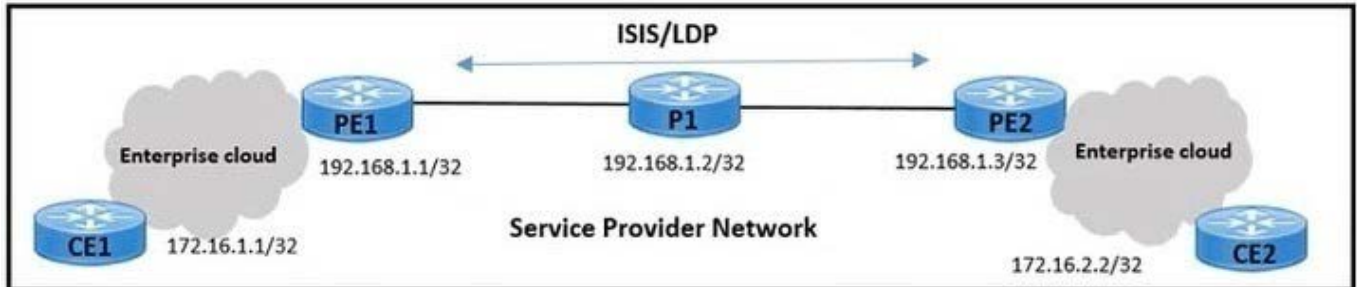 ISIS/LDP
PE1
P1
PE2
Enterprise cloud
Enterprise cloud
192.168.1.1/32
192.168.1.2/32
192.168.1.3/32
CE1
172.16.1.1/32
Service Provider Network
172.16.2.2/32
CE2